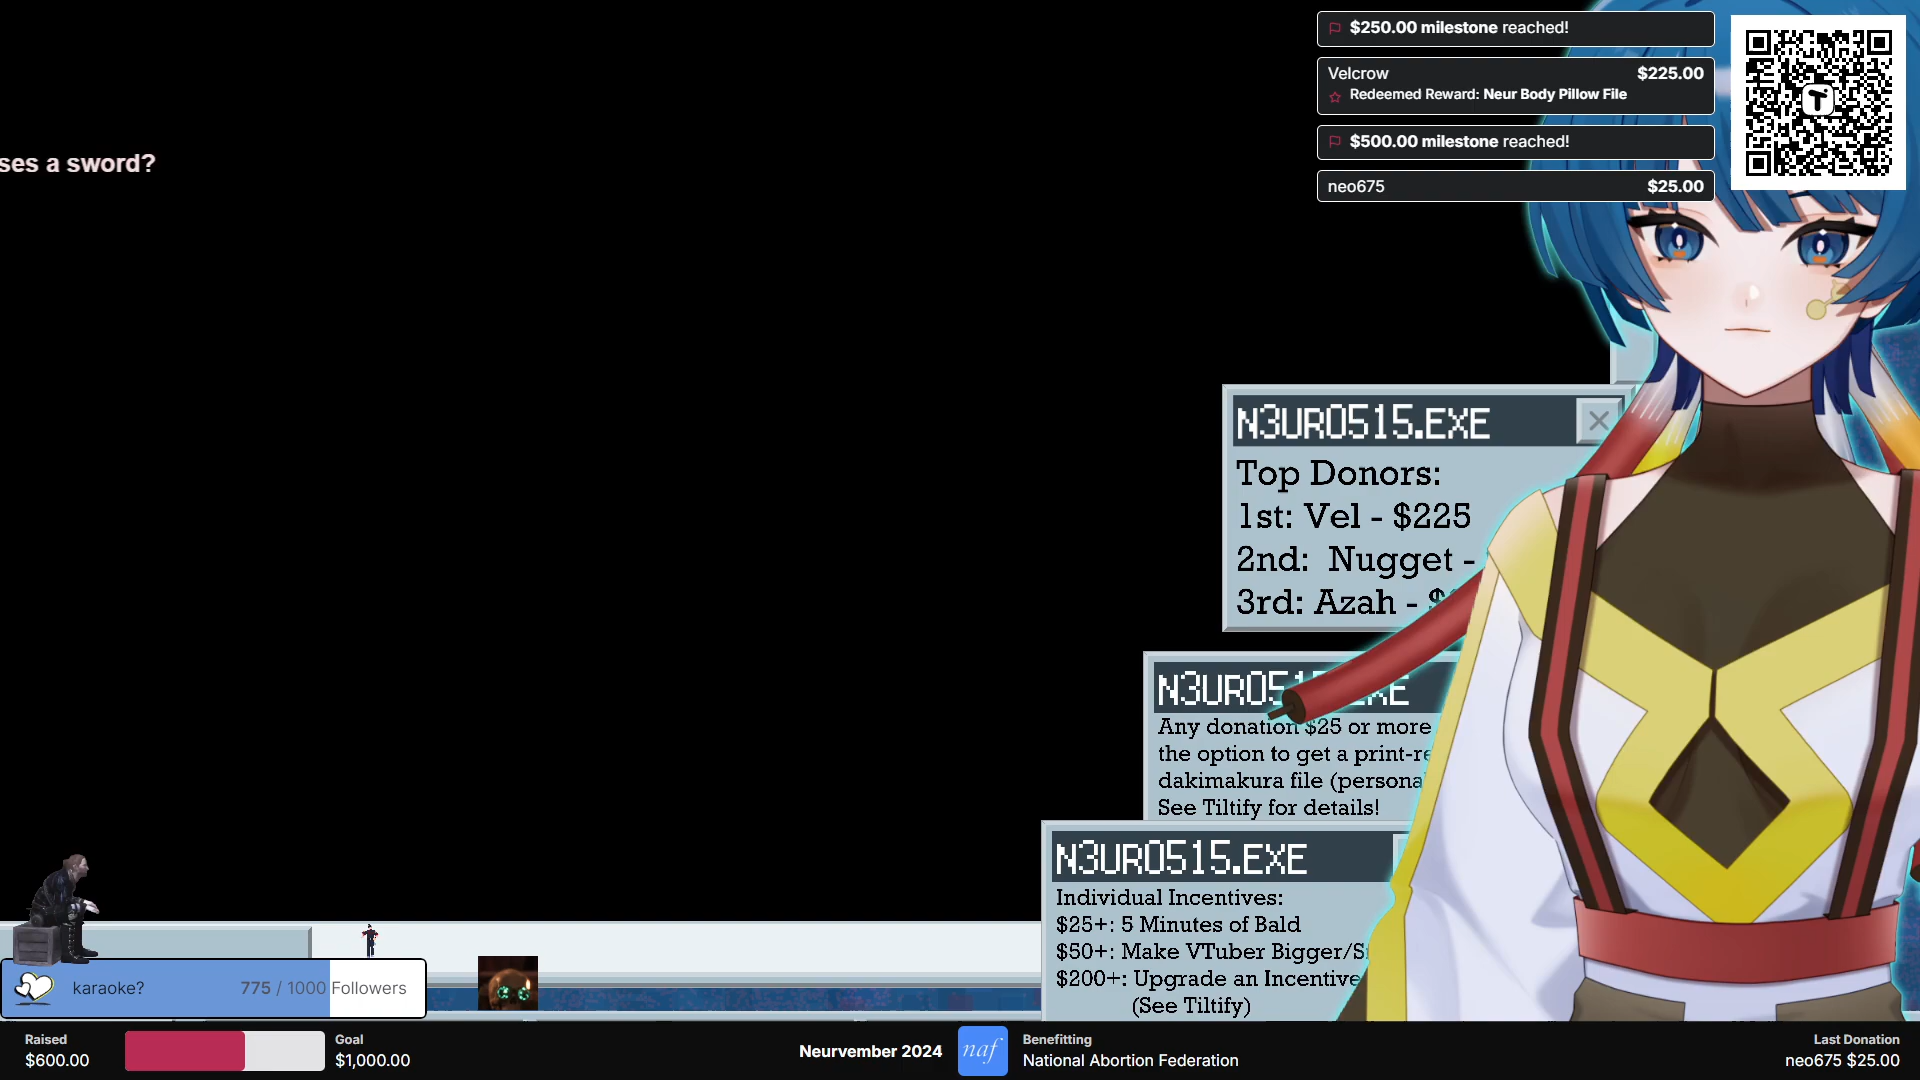 $250.00 milestone reached!
Velcrow $225.00
Redeemed Reward: Neur Body Pillow File
$500.00 milestone reached!
neo675 $25.00
ses a sword?
N3UR0515.EXE
Top Donors:
1st: Vel - $225
2nd: Nugget -
3rd: Azah - $
N3UR0515.EXE
Any donation $25 or more
the option to get a print-re
dakimakura file (persona
See Tiltify for details!
N3UR0515.EXE
Individual Incentives:
$25+: 5 Minutes of Bald
$50+: Make VTuber Bigger/S
$200+: Upgrade an Incentive
(See Tiltify)
karaoke? 775 / 1000 Followers
Raised
$600.00
Goal
$1,000.00
Neurvember 2024
naf
Benefitting
National Abortion Federation
Last Donation
neo675 $25.00